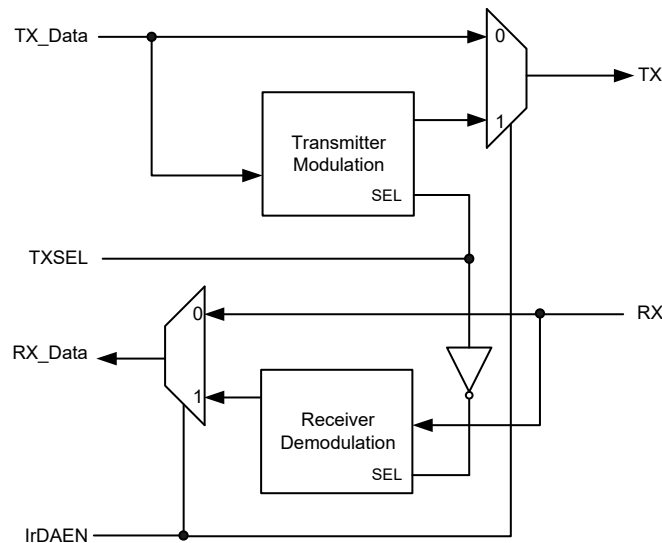 TX_Data
0
TX
1
Transmitter
Modulation
SEL
TXSEL
0
RX
RX_Data
1
Receiver
Demodulation
SEL
IrDAEN